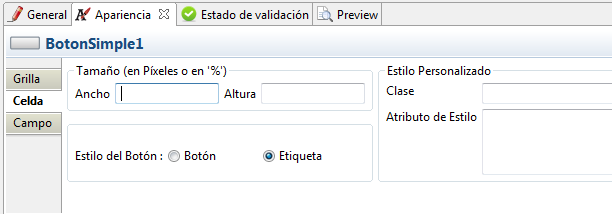 General Apariencia Estado de validación Preview
BotonSimple1
Grilla
Celda
Campo
Tamaño (en Píxeles o en '%')
Ancho Altura
Estilo del Botón : Botón Etiqueta
Estilo Personalizado
Clase
Atributo de Estilo